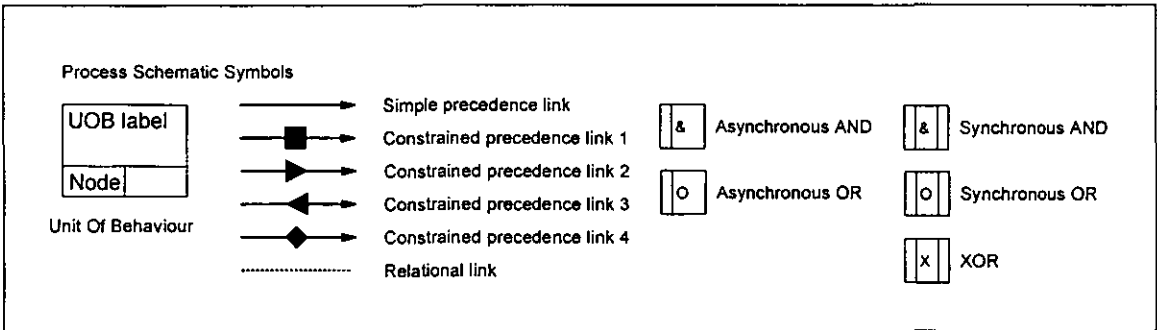 Process Schematic Symbols
UOB label
Node
Unit Of Behaviour
Simple precedence link
Constrained precedence link 1
Constrained precedence link 2
Constrained precedence link 3
Constrained precedence link 4
Relational link
& Asynchronous AND
O Asynchronous OR
& Synchronous AND
O Synchronous OR
X XOR